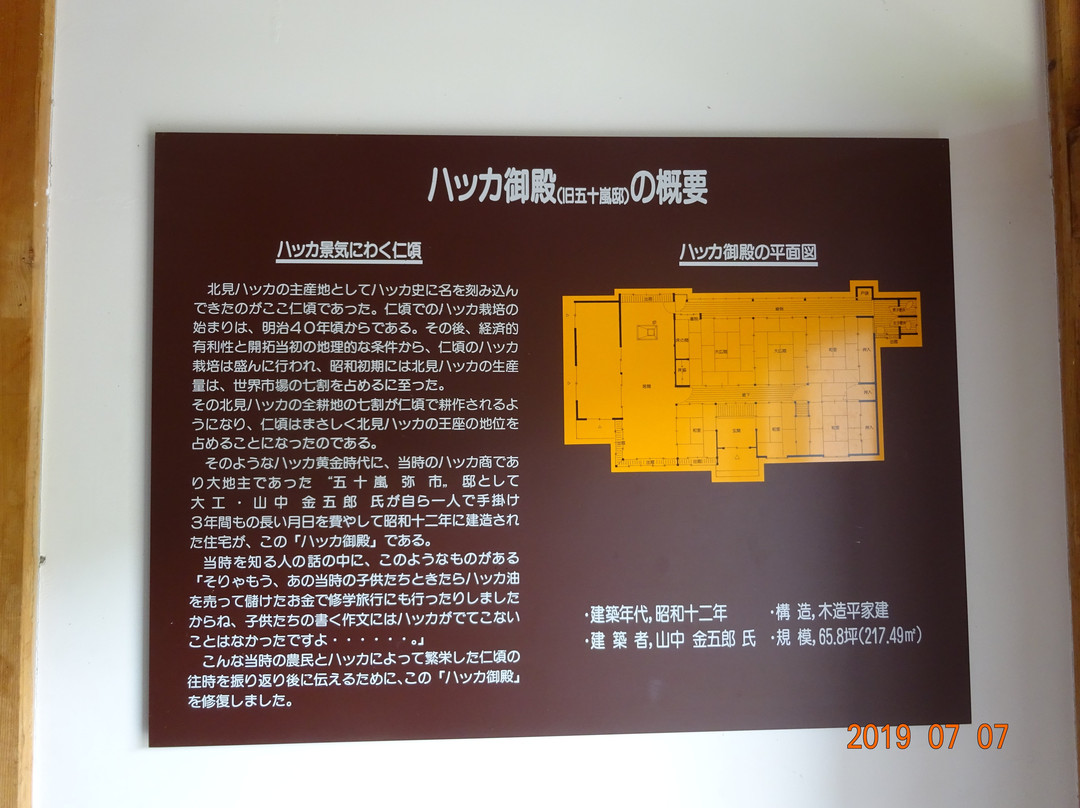 ハッカ御殿(旧五十嵐邸)の概要
ハッカ景気にわく仁頃
北見ハッカの主産地としてハッカ史に名を刻み込ん
できたのがここ仁頃であった。仁頃でのハッカ栽培の
始まりは、明治40年頃からである。その後、経済的
有利性と開拓当初の地理的な条件から、仁頃のハッカ
栽培は盛んに行われ、昭和初期には北見ハッカの生産
量は、世界市場の七割を占めるに至った。
その北見ハッカの全耕地の七割が仁頃で耕作されるよ
うになり、仁頃はまさしく北見ハッカの王座の地位を
占めることになったのである。
そのようなハッカ黄金時代に、当時のハッカ商であ
り大地主であった "五十嵐 弥 市" 邸として
大工・山中 金五郎 氏が自ら一人で手掛け
3年間もの長い月日を費やして昭和十二年に建造され
た住宅が、この「ハッカ御殿」である。
当時を知る人の話の中に、このようなものがある
「そりゃもう、あの当時の子供たちときたらハッカ油
を売って儲けたお金で修学旅行にも行ったりしました
からね、子供たちの書く作文にはハッカがでてこない
ことはなかったですよ・・・・・・。」
こんな当時の農民とハッカによって繁栄した仁頃の
往時を振り返り後に伝えるために、この「ハッカ御殿」
を修復しました。
ハッカ御殿の平面図
・建築年代,昭和十二年
・構 造,木造平家建
・建 築 者,山中 金五郎 氏
・規 模,65.8坪(217.49㎡)
2019 07 07